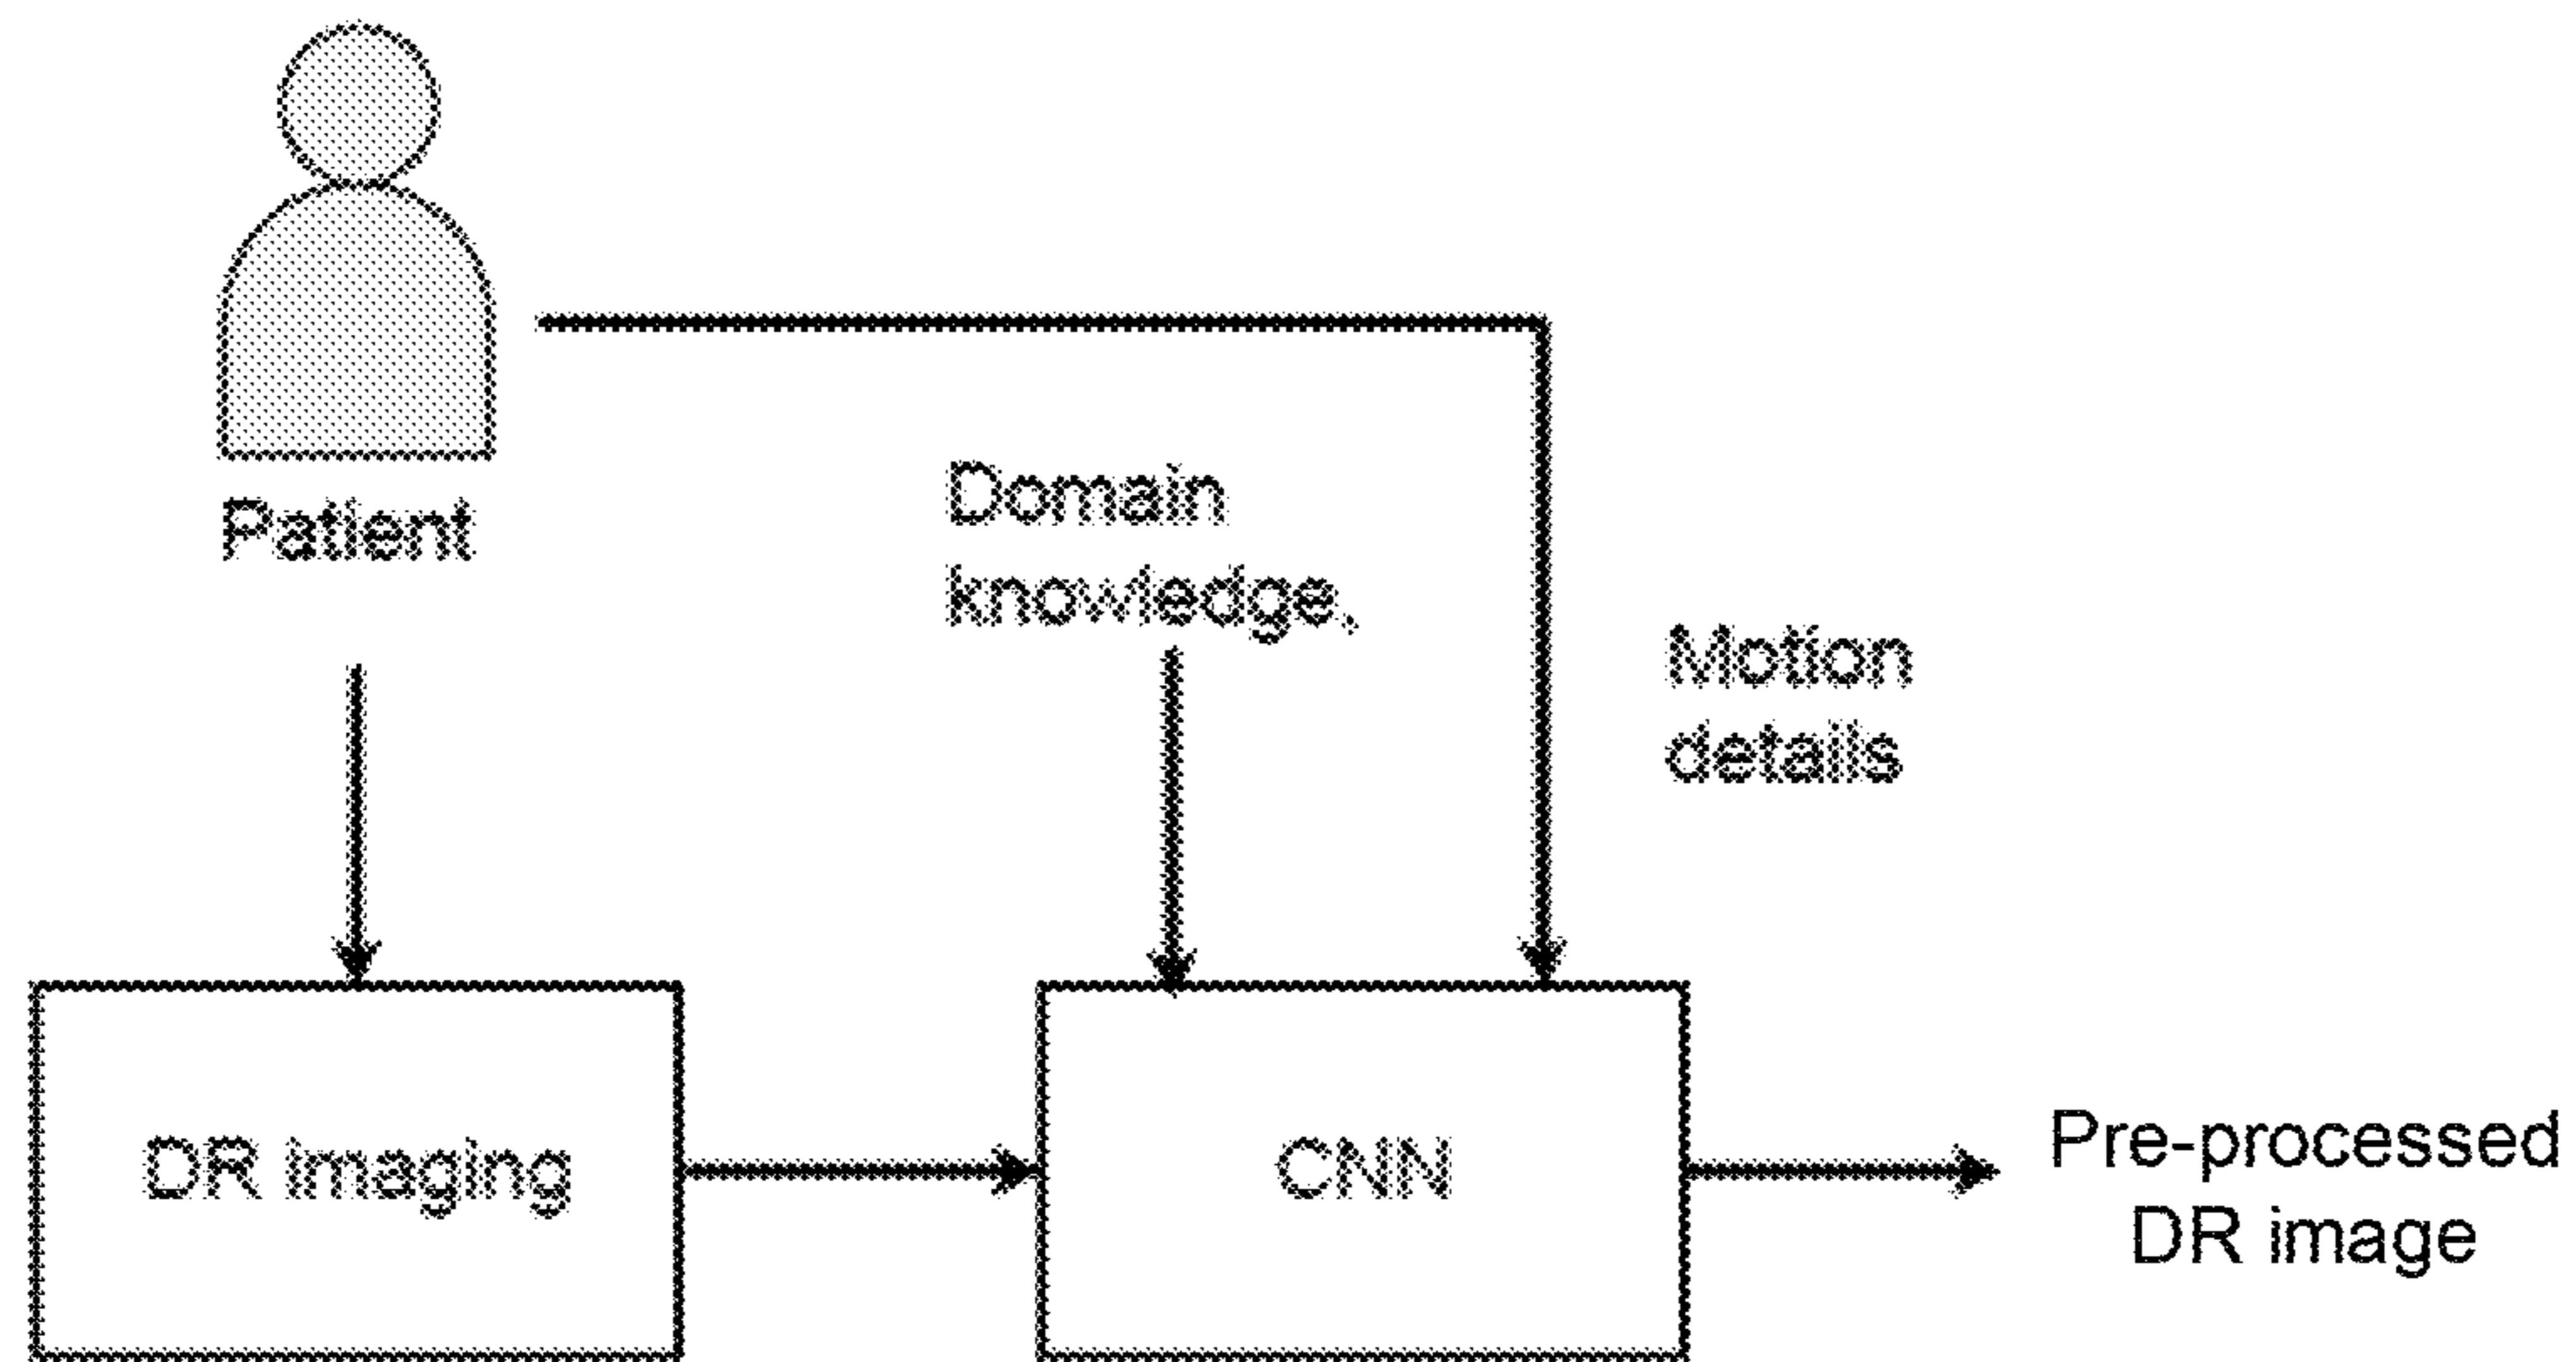 Patient
Domain
knowledge,
Motion
details
DR imaging
CNN
Pre-processed
DR image